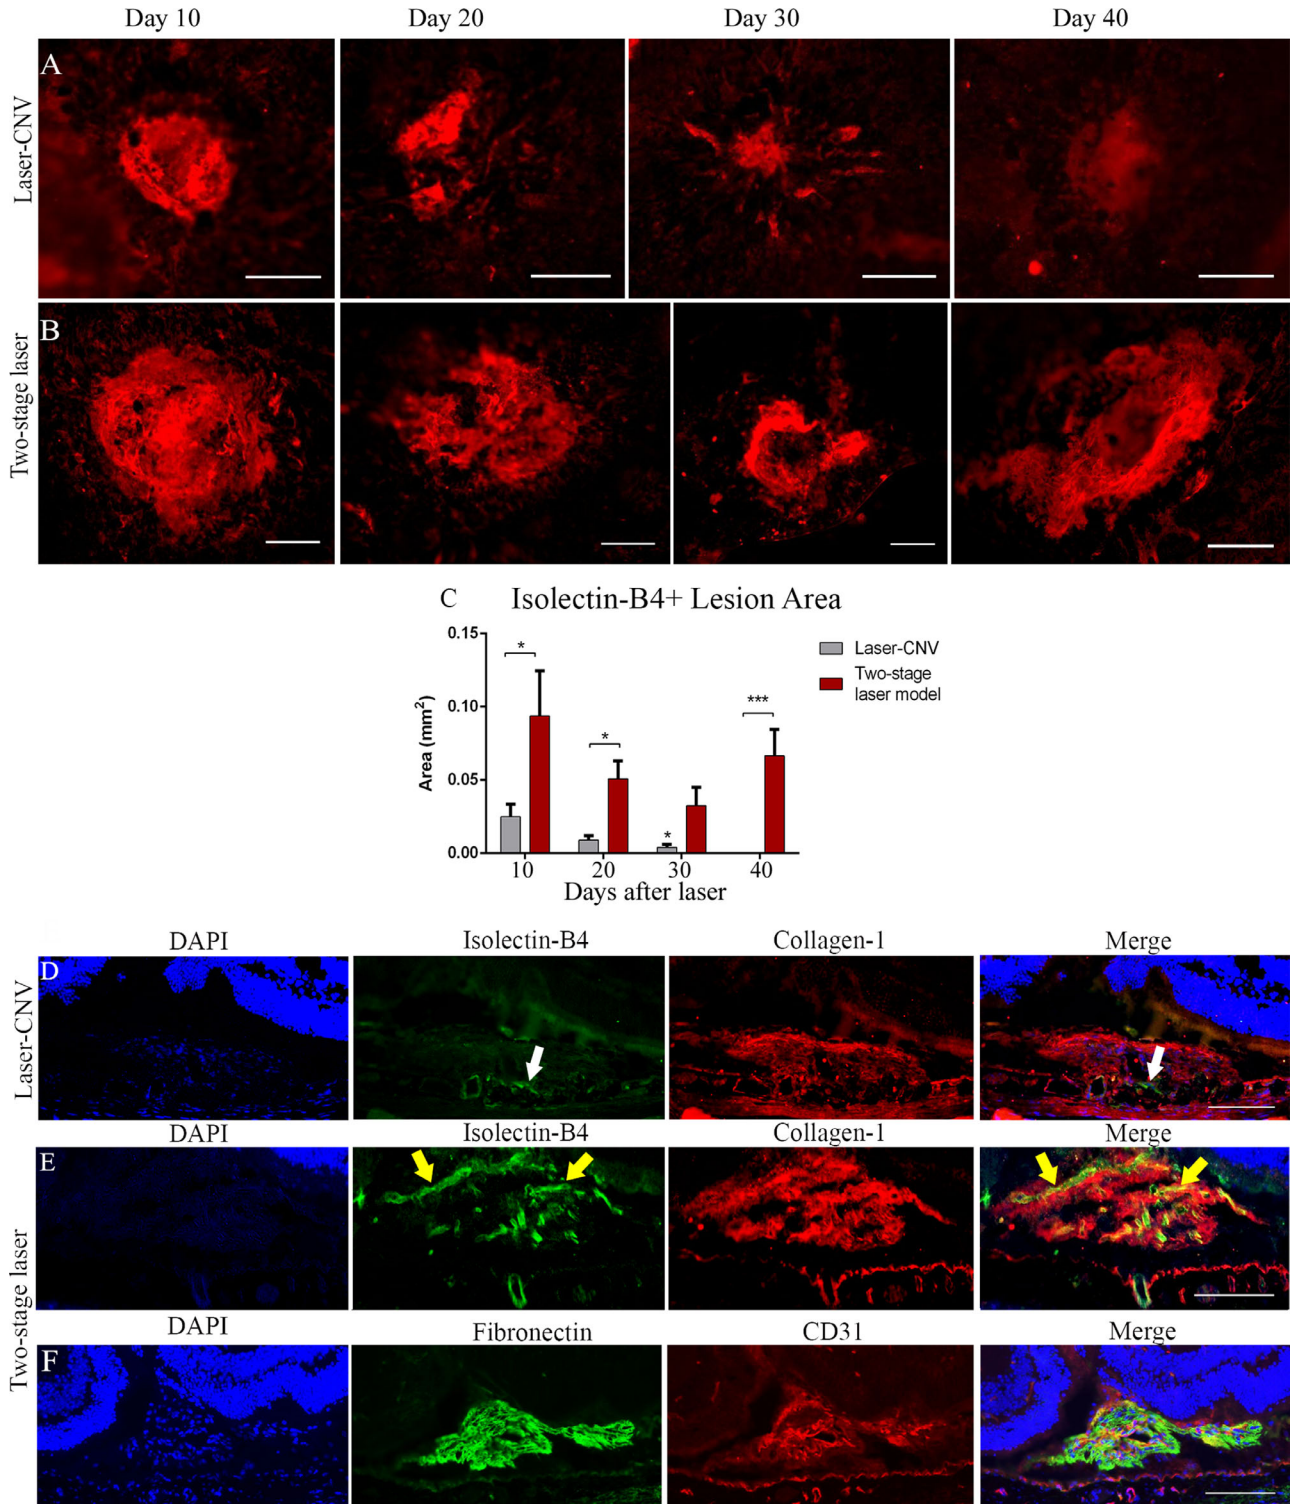 Day 10 Day 20 Day 30 Day 40
A
Laser-CNV
B
Two-stage laser
C Isolectin-B4+ Lesion Area
0.15
0.10
0.05
0.00
Area (mm²)
* * * ***
10 20 30 40
Days after laser
Laser-CNV
Two-stage
laser model
DAPI Isolectin-B4 Collagen-1 Merge
D
Laser-CNV
DAPI Isolectin-B4 Collagen-1 Merge
E
Two-stage laser
DAPI Fibronectin CD31 Merge
F